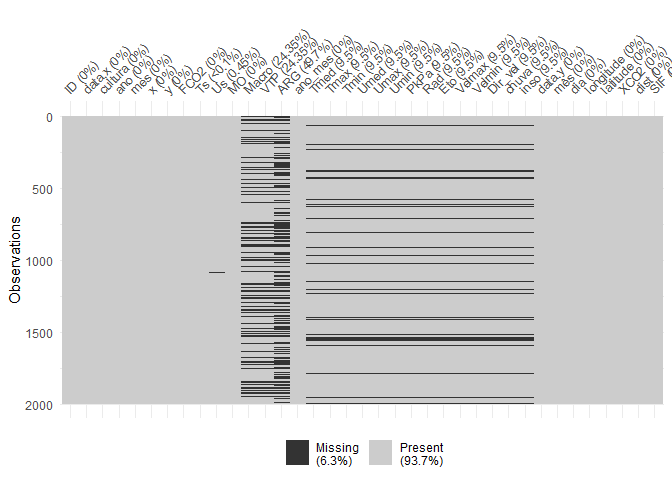 ID (0%)
data.x (0%)
cultura (0%)
ano (0%)
mes (0%)
x (0%)
y (0%)
FCO2 (0%)
Ts (<0.1%)
Us (0.45%)
MO (0%)
Macro (24.35%)
VTP (24.35%)
ARG (49.7%)
ano_mes (0%)
Tmed (9.5%)
Tmax (9.5%)
Tmin (9.5%)
Umed (9.5%)
Umax (9.5%)
Umin (9.5%)
PkPa (9.5%)
Rad (9.5%)
Eto (9.5%)
Velmax (9.5%)
Velmin (9.5%)
Dir_vel (9.5%)
chuva (9.5%)
inso (9.5%)
data.y (0%)
mes (0%)
dia (0%)
longitude (0%)
latitude (0%)
XCO2 (0%)
dist (0%)
SIF
Observations
0
500
1000
1500
2000
Missing
(6.3%)
Present
(93.7%)